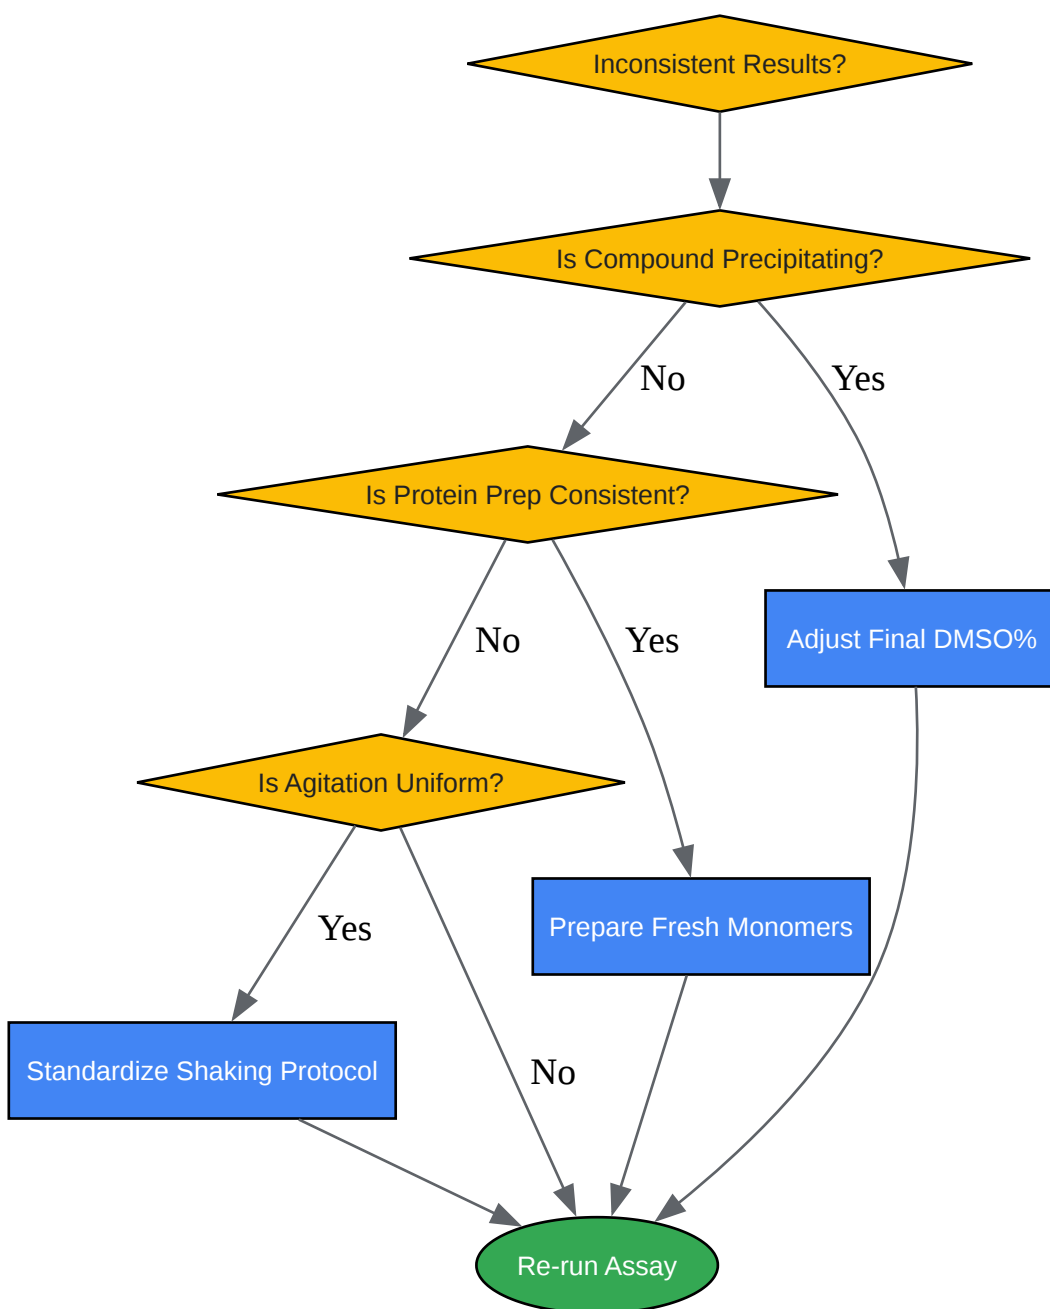 Inconsistent Results?
Is Compound Precipitating?
No
Yes
Is Protein Prep Consistent?
No
Yes
Adjust Final DMSO%
Is Agitation Uniform?
Yes
Prepare Fresh Monomers
Standardize Shaking Protocol
No
Re-run Assay